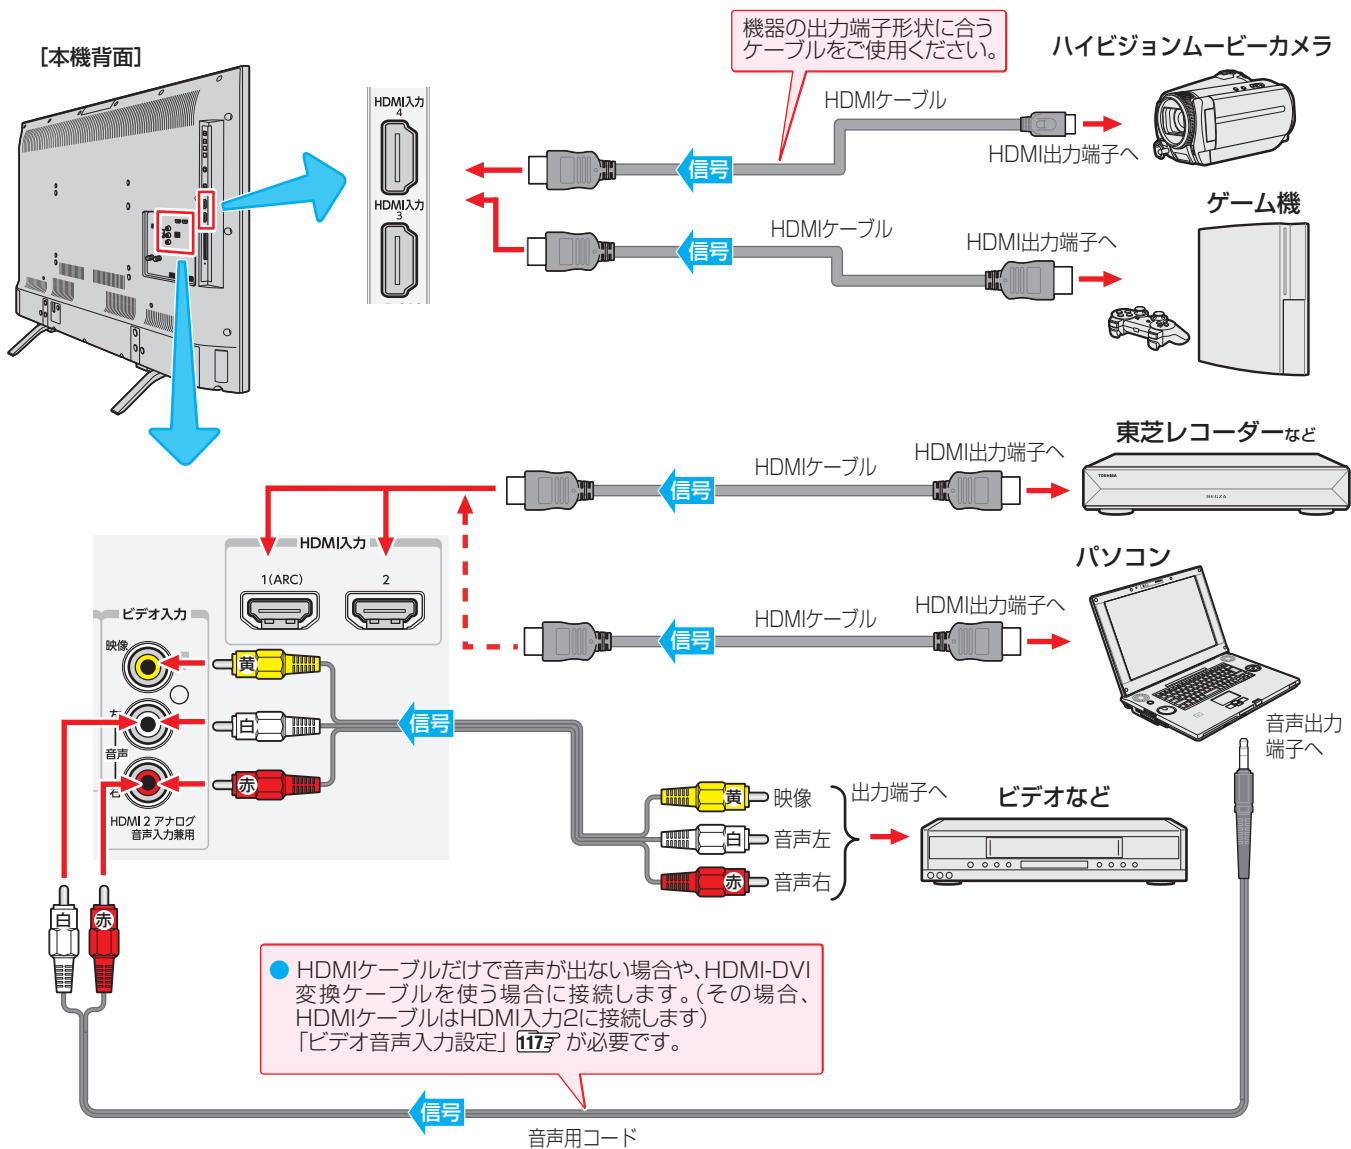 [本機背面]
機器の出力端子形状に合う
ケーブルをご使用ください。
ハイビジョンムービーカメラ
HDMI入力
4
HDMIケーブル
信号
HDMI出力端子へ
HDMI入力
3
ゲーム機
HDMIケーブル
信号
HDMI出力端子へ
東芝レコーダーなど
HDMIケーブル
HDMI出力端子へ
信号
TOSHIBA
REGZA
HDMI入力
1(ARC)
2
パソコン
HDMIケーブル
HDMI出力端子へ
信号
ビデオ入力
映像
黄
左
白
信号
音声
右
赤
HDMI 2 アナログ
音声入力兼用
音声出力
端子へ
黄
映像
白
音声左
赤
音声右
出力端子へ
ビデオなど
白
赤
● HDMIケーブルだけで音声が出ない場合や、HDMI-DVI
変換ケーブルを使う場合に接続します。(その場合、
HDMIケーブルはHDMI入力2に接続します)
「ビデオ音声入力設定」 117 が必要です。
信号
音声用コード